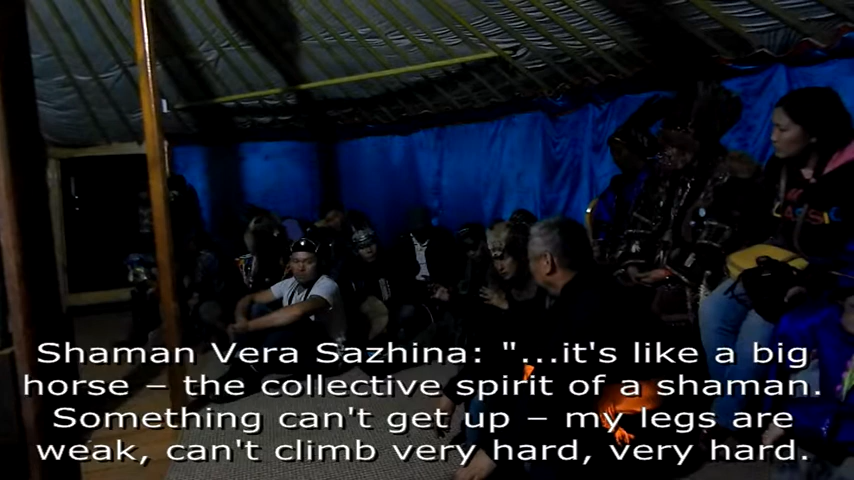 Shaman Vera Sazhina: "...it's like a big
horse – the collective spirit of a shaman.
Something can't get up – my legs are
weak, can't climb very hard, very hard.